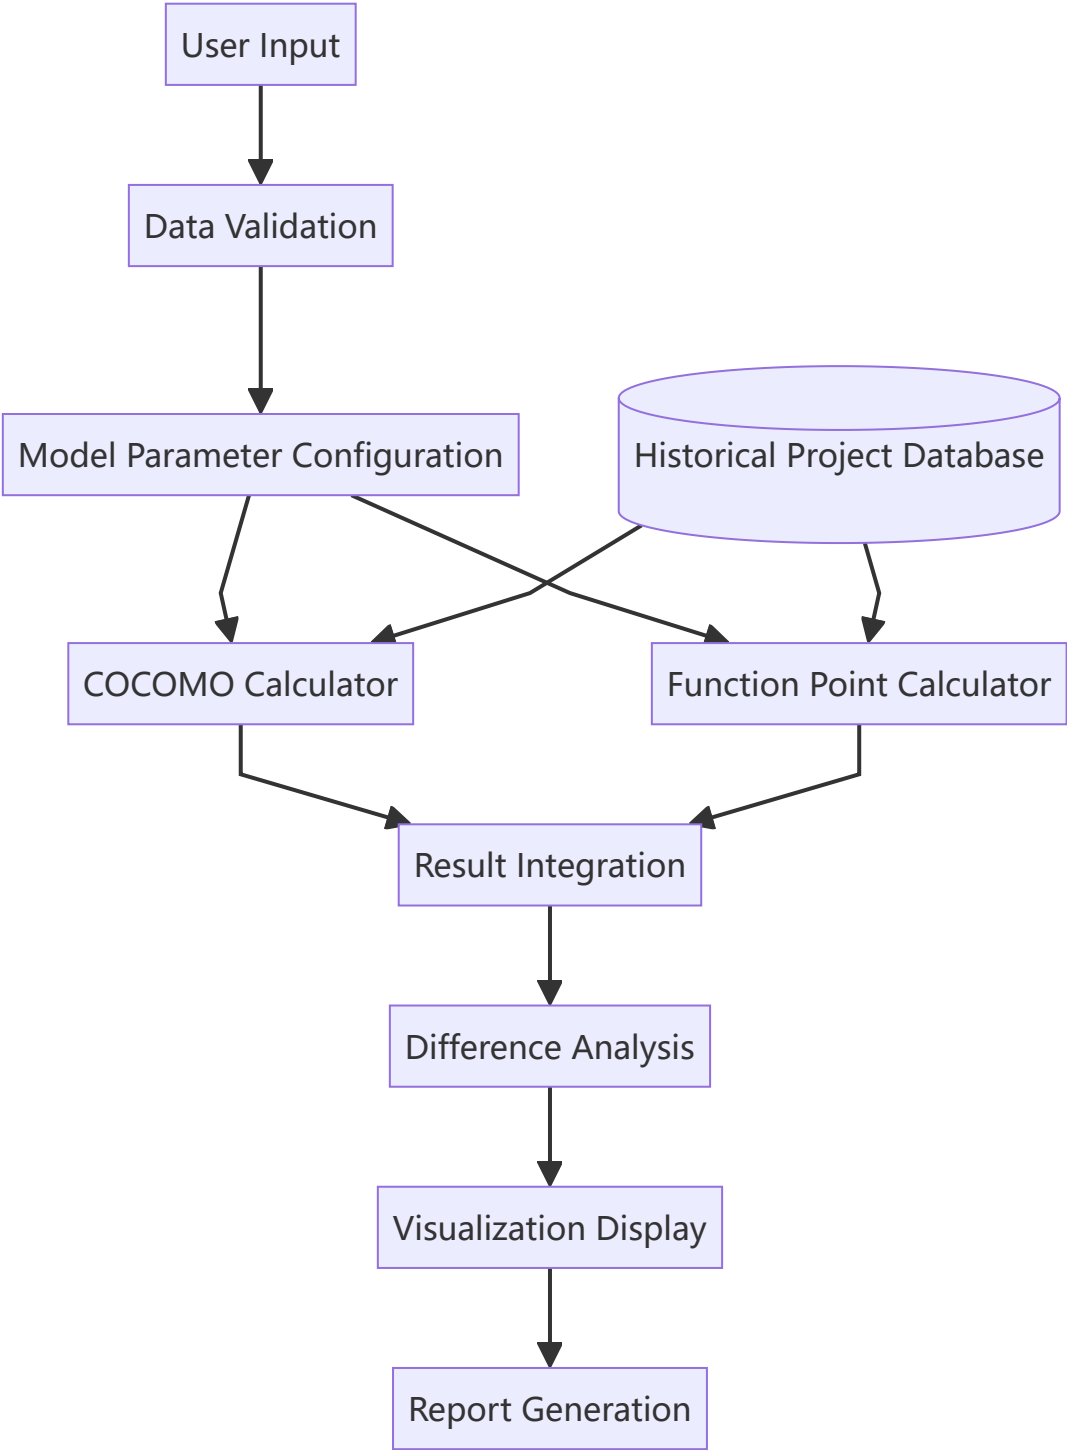 User Input
Data Validation
Model Parameter Configuration
Historical Project Database
COCOMO Calculator
Function Point Calculator
Result Integration
Difference Analysis
Visualization Display
Report Generation